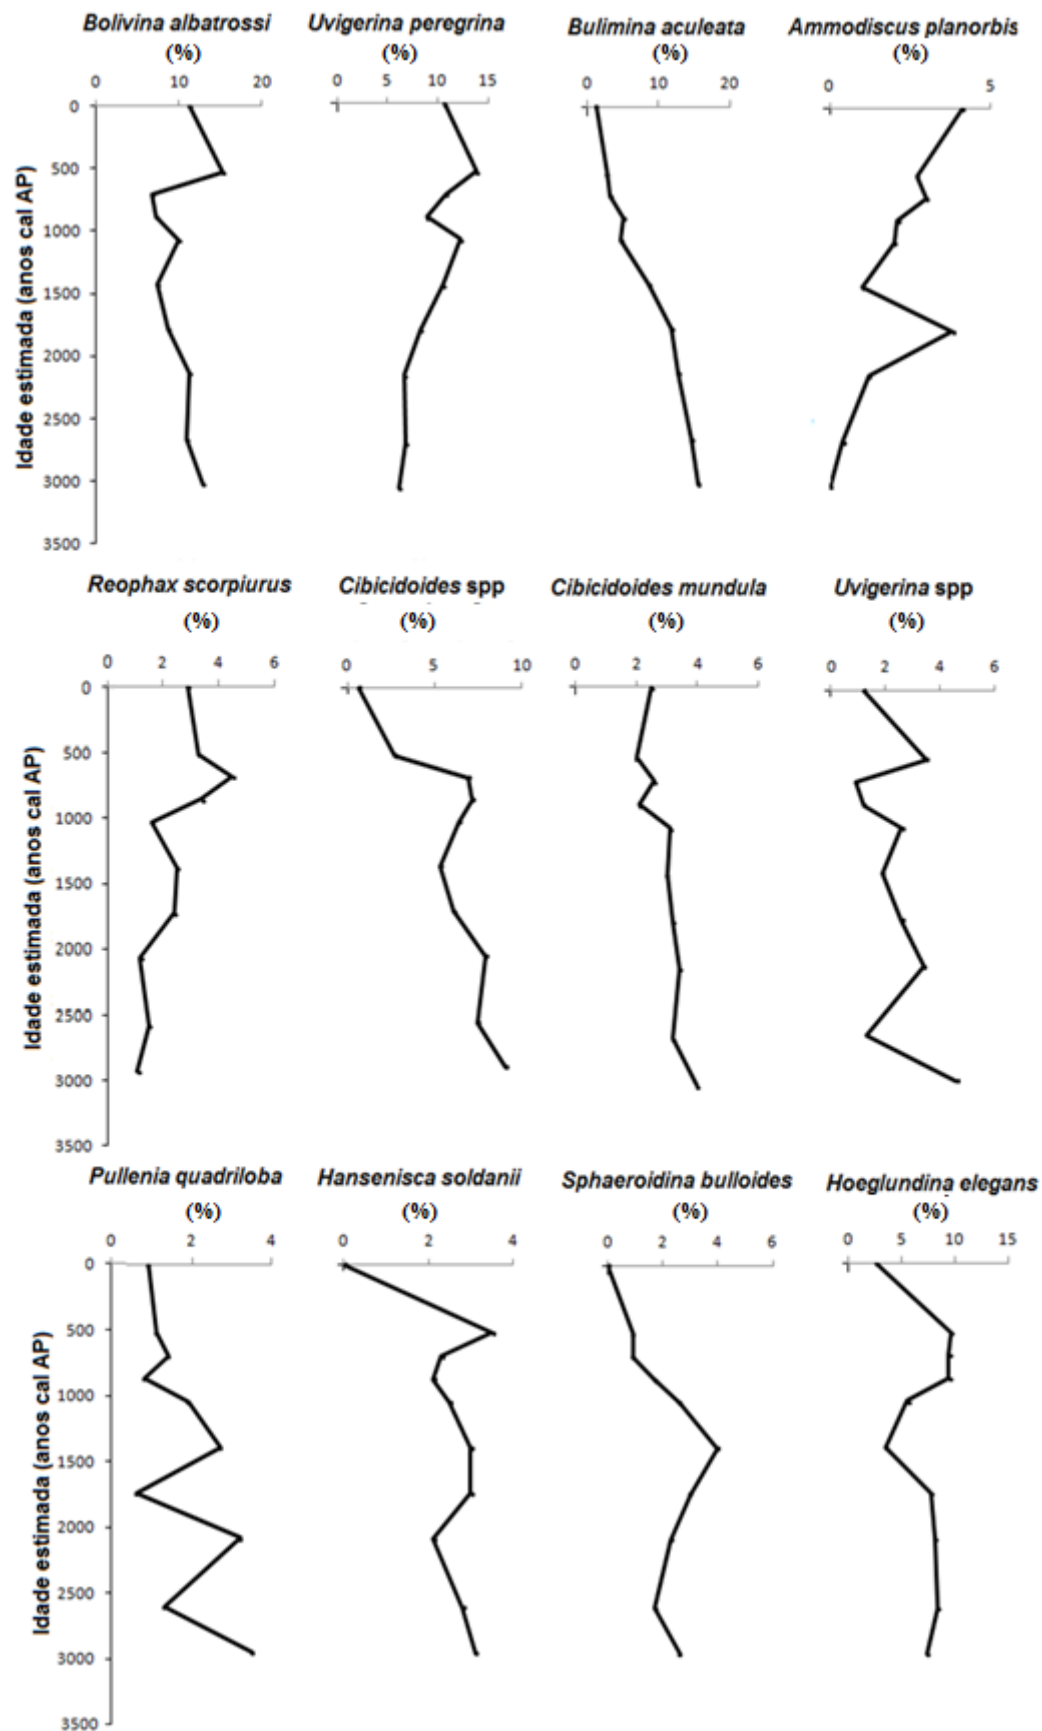 Bolivina albatrossi Uvigerina peregrina Bulimina aculeata Ammodiscus planorbis
(%) (%) (%) (%)
0 10 20 0 5 10 15 0 10 20 0 5
Idade estimada (anos cal AP)
0
500
1000
1500
2000
2500
3000
3500
Reophax scorpiurus Cibicidoides spp Cibicidoides mundula Uvigerina spp
(%) (%) (%) (%)
0 2 4 6 0 5 10 0 2 4 6 0 2 4 6
Idade estimada (anos cal AP)
0
500
1000
1500
2000
2500
3000
3500
Pullenia quadriloba Hansenisca soldanii Sphaeroidina bulloides Hoeglundina elegans
(%) (%) (%) (%)
0 2 4 0 2 4 0 2 4 6 0 5 10 15
Idade estimada (anos cal AP)
0
500
1000
1500
2000
2500
3000
3500